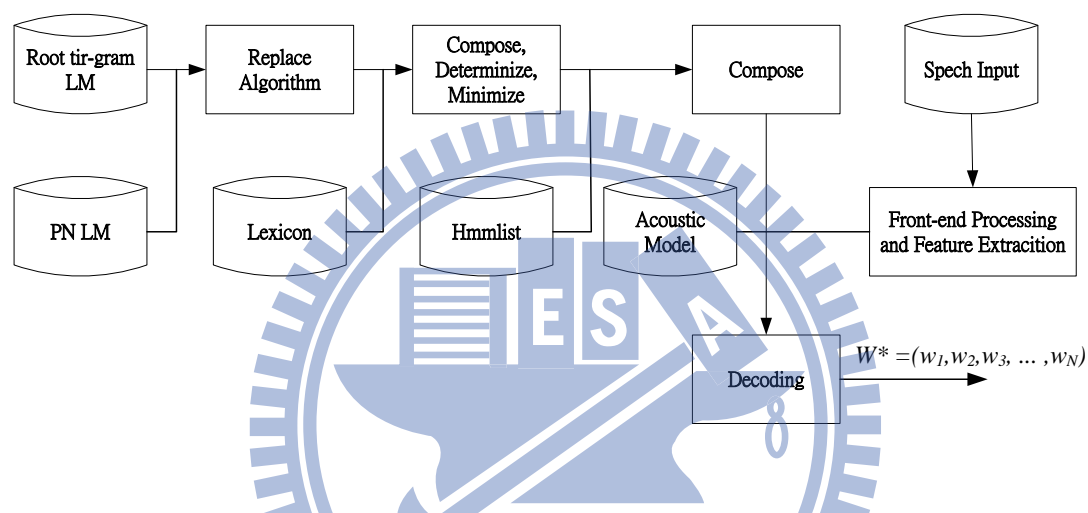 Root tir-gram
LM
Replace
Algorithm
Compose,
Determinize,
Minimize
Compose
Spech Input
PN LM
Lexicon
Hmmlist
Acoustic
Model
Front-end Processing
and Feature Extracition
E S A
Decoding
W* =(w1,w2,w3, ... ,wN)
8